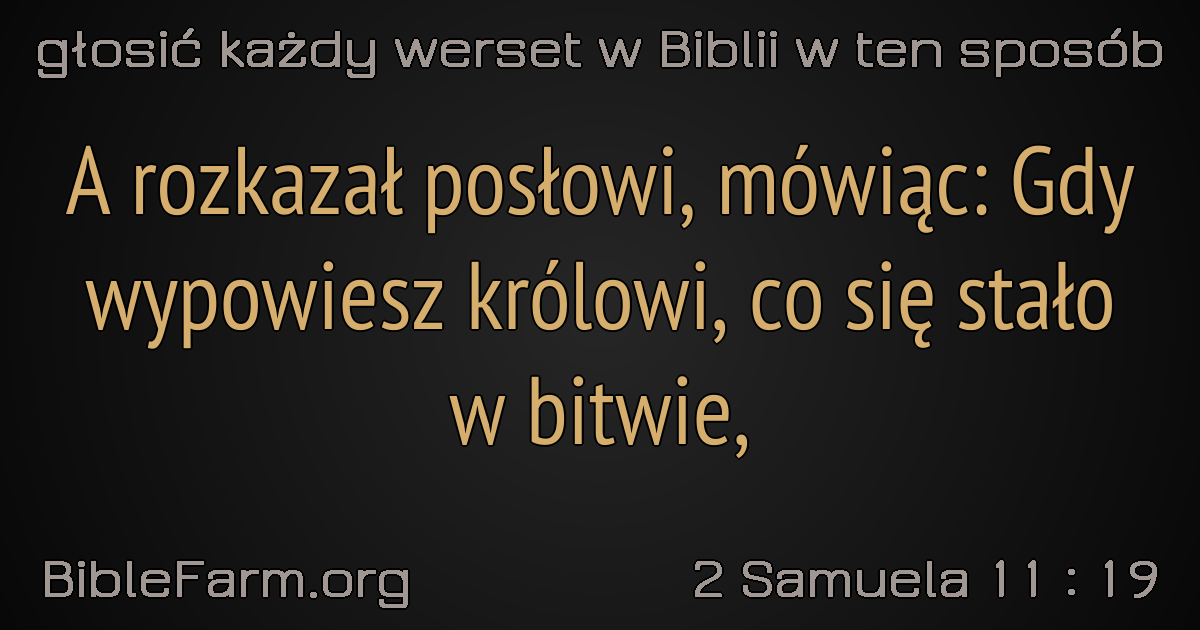 głosić każdy werset w Biblii w ten sposób
A rozkazał posłowi, mówiąc: Gdy
wypowiesz królowi, co się stało
w bitwie,
BibleFarm.org
2 Samuela 11 : 19